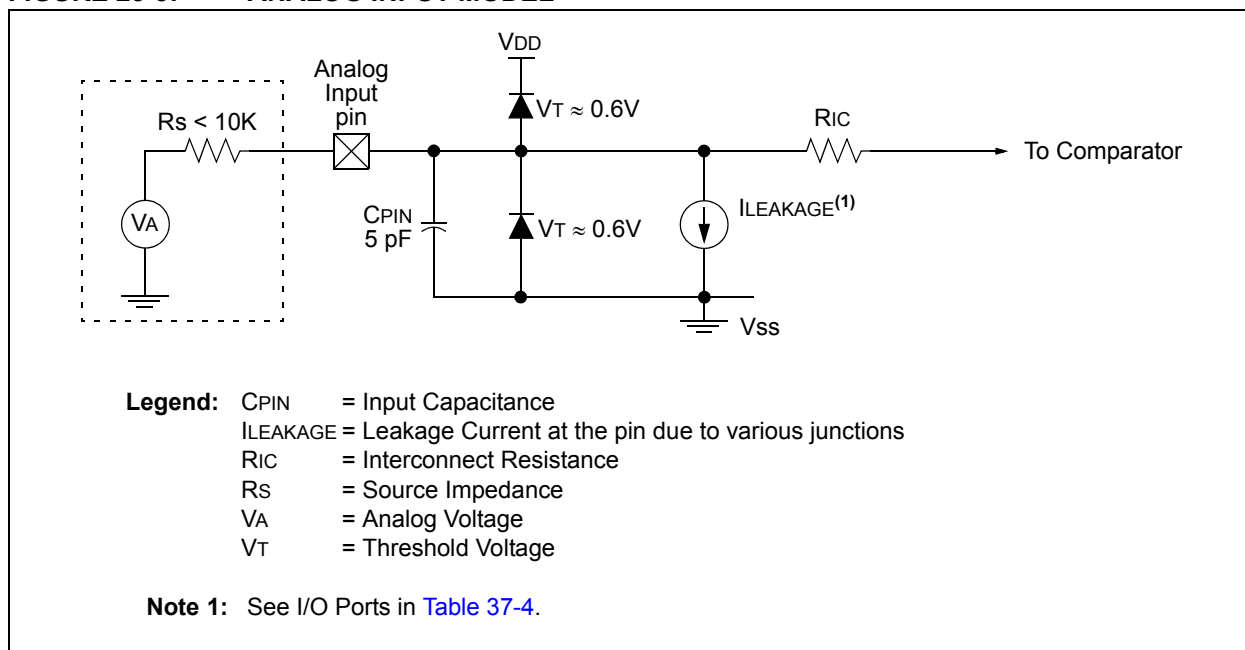 VDD
Analog
Input
pin
VT ≈ 0.6V
Rs < 10K
RIC
To Comparator
VA
CPIN
5 pF
VT ≈ 0.6V
ILEAKAGE(1)
Vss
Legend: CPIN = Input Capacitance
ILEAKAGE = Leakage Current at the pin due to various junctions
RIC = Interconnect Resistance
RS = Source Impedance
VA = Analog Voltage
VT = Threshold Voltage
Note 1: See I/O Ports in Table 37-4.